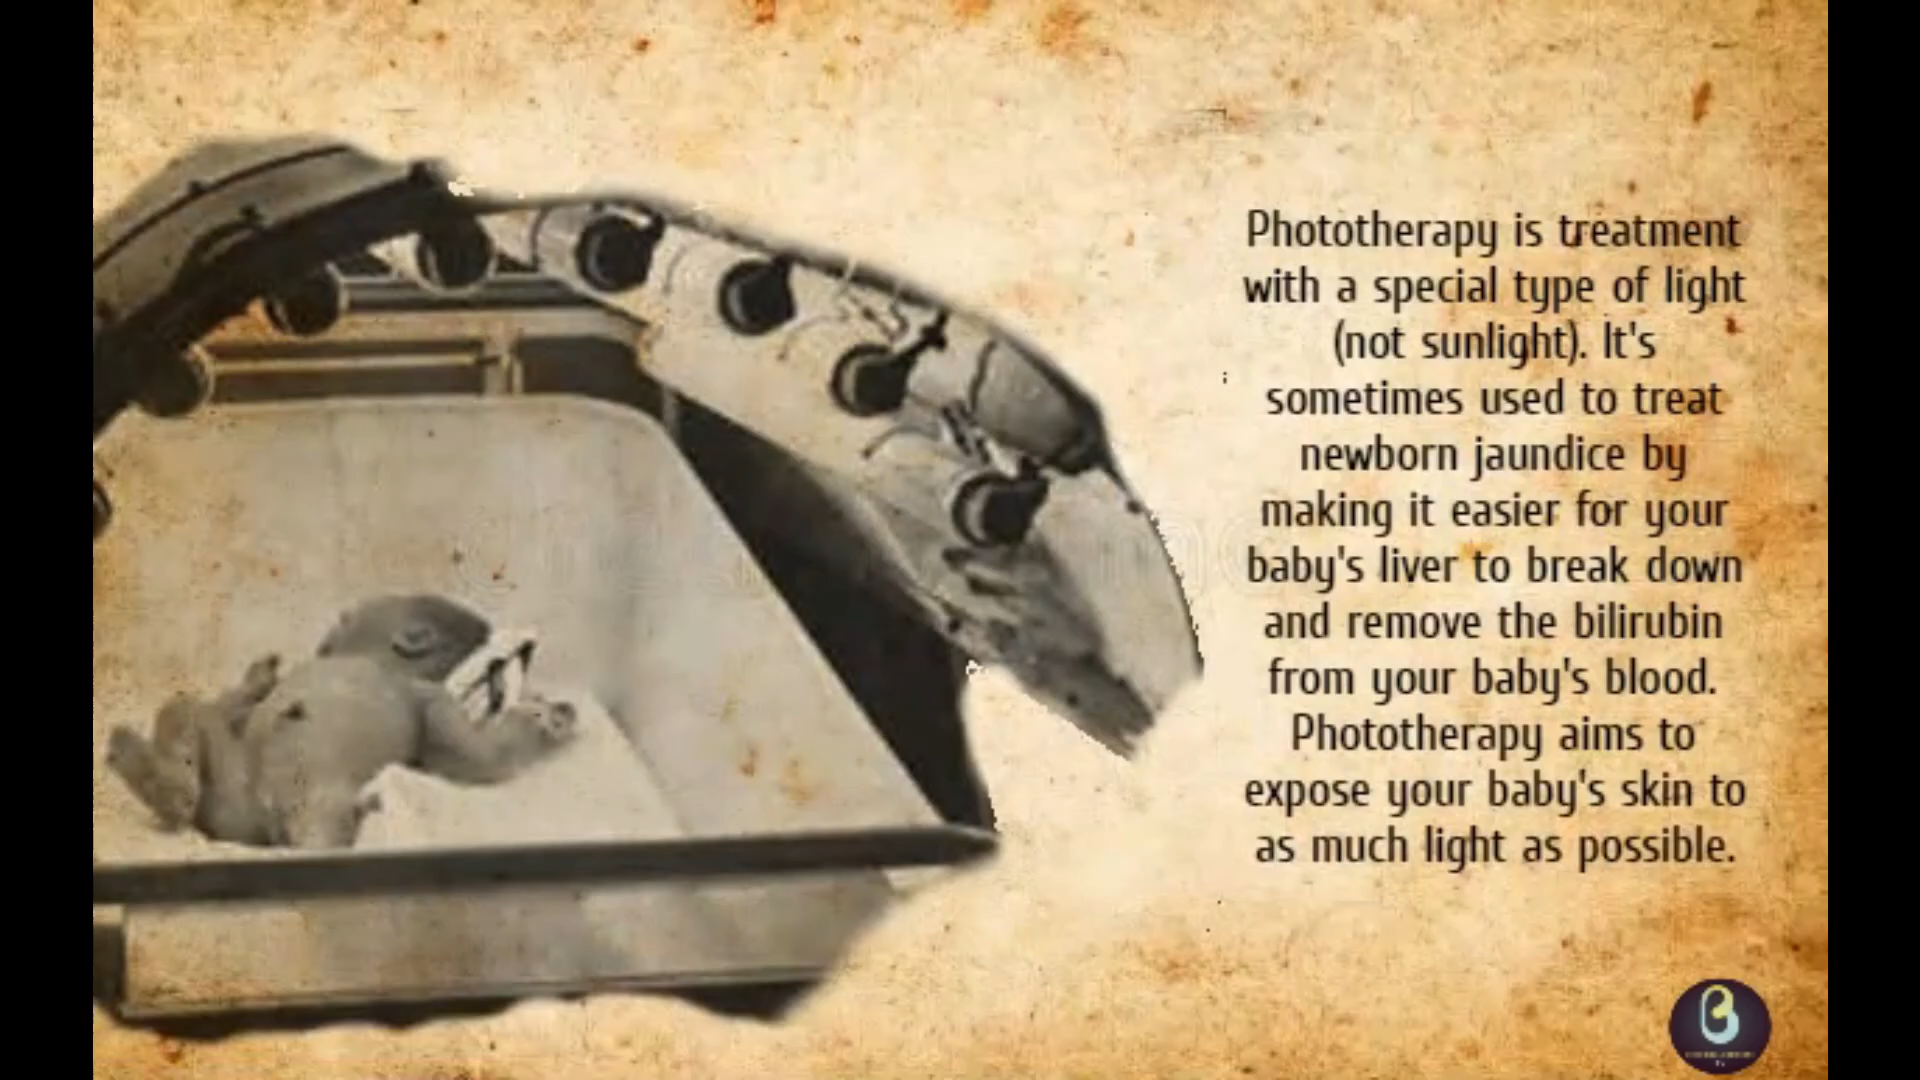 Phototherapy is treatment
with a special type of light
(not sunlight). It's
sometimes used to treat
newborn jaundice by
making it easier for your
baby's liver to break down
and remove the bilirubin
from your baby's blood.
Phototherapy aims to
expose your baby's skin to
as much light as possible.